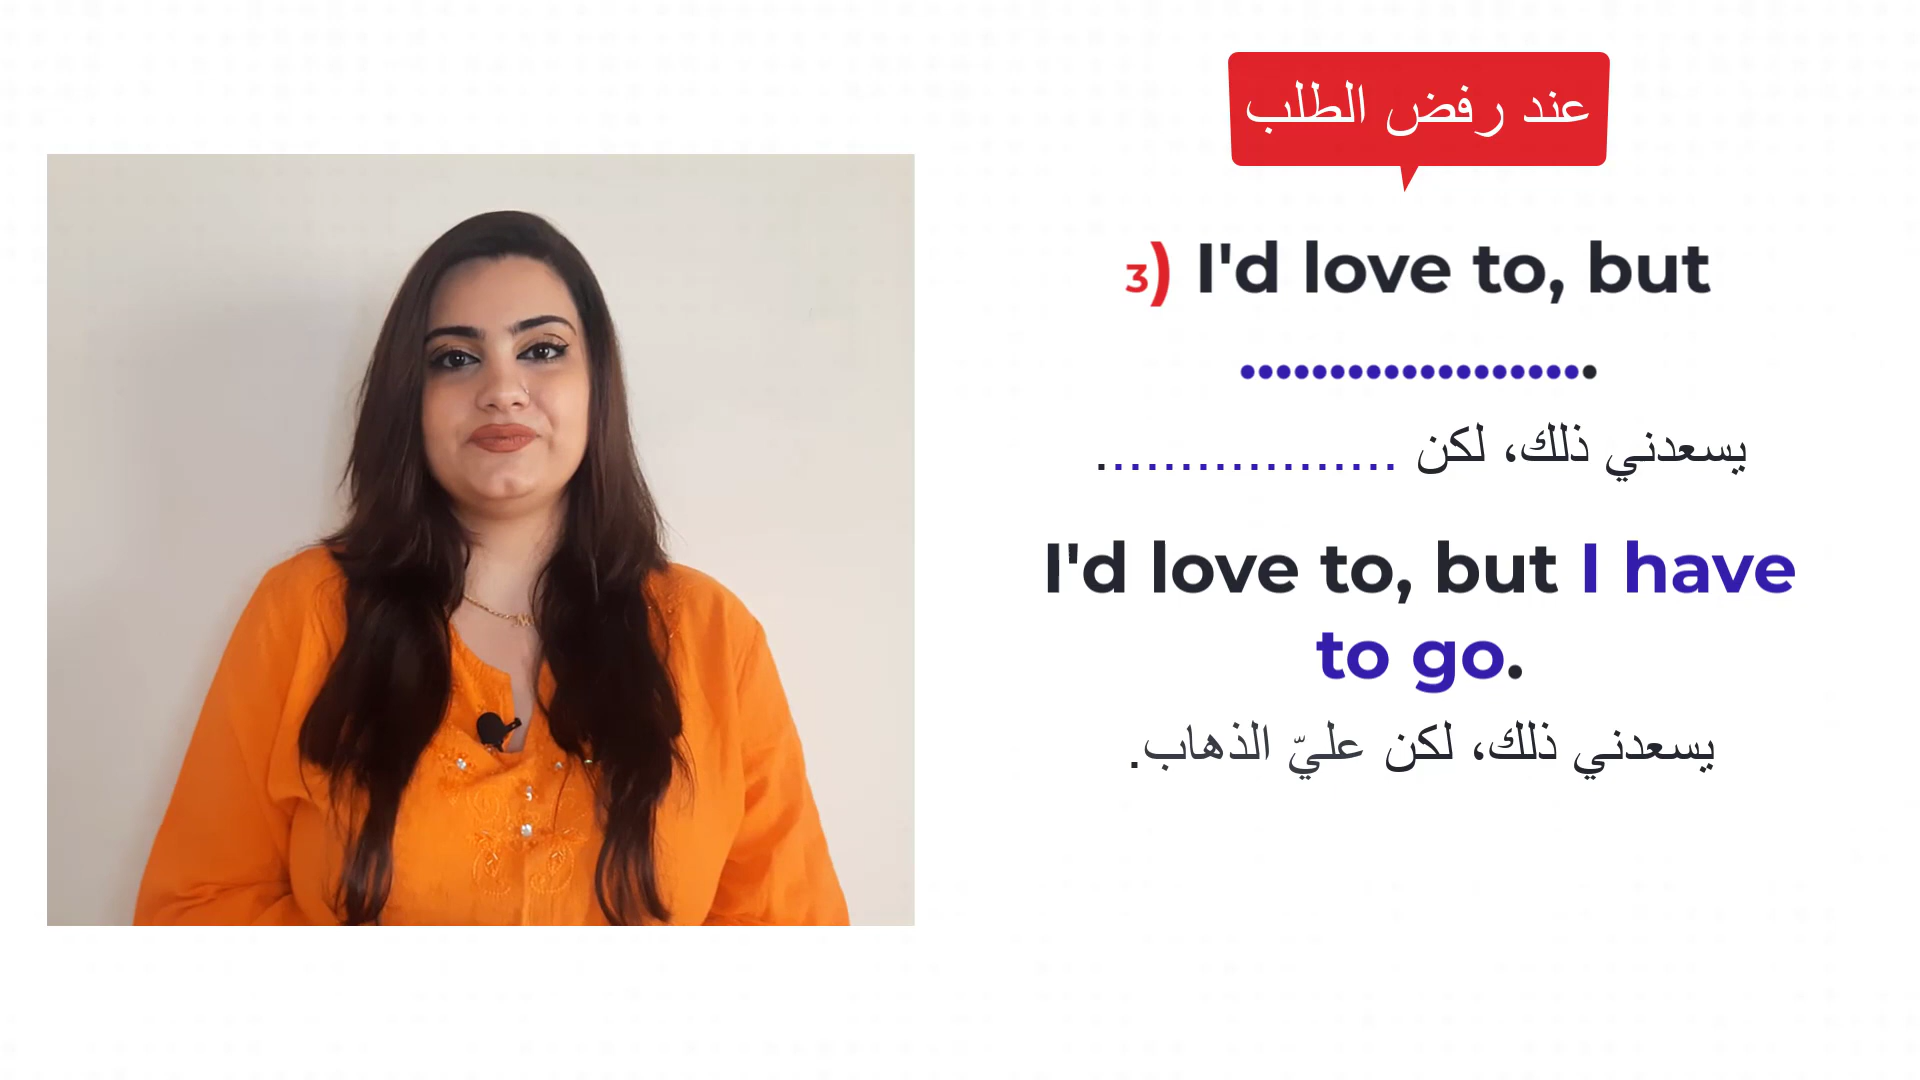 عند رفض الطلب
3) I'd love to, but
....................
يسعدني ذلك، لكن ..................
I'd love to, but I have
to go.
يسعدني ذلك، لكن عليّ الذهاب.